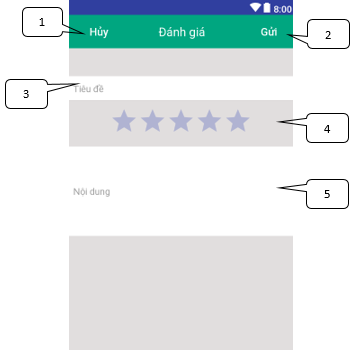 8:00
1
Hủy Đánh giá Gửi
2
3
Tiêu đề
4
Nội dung
5